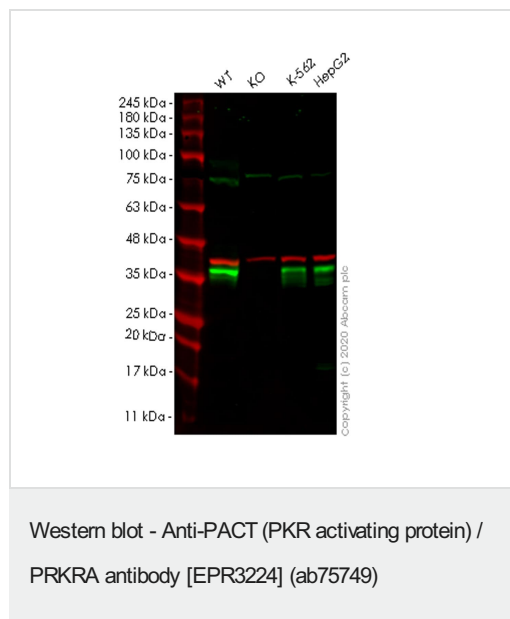 WT KO K-562 HepG2
245 kDa -
180 kDa -
135 kDa -
100 kDa -
75 kDa -
63 kDa -
48 kDa -
35 kDa -
25 kDa -
20 kDa -
17 kDa -
11 kDa -
Copyright (c) 2020 Abcam plc
Western blot - Anti-PACT (PKR activating protein) /
PRKRA antibody [EPR3224] (ab75749)